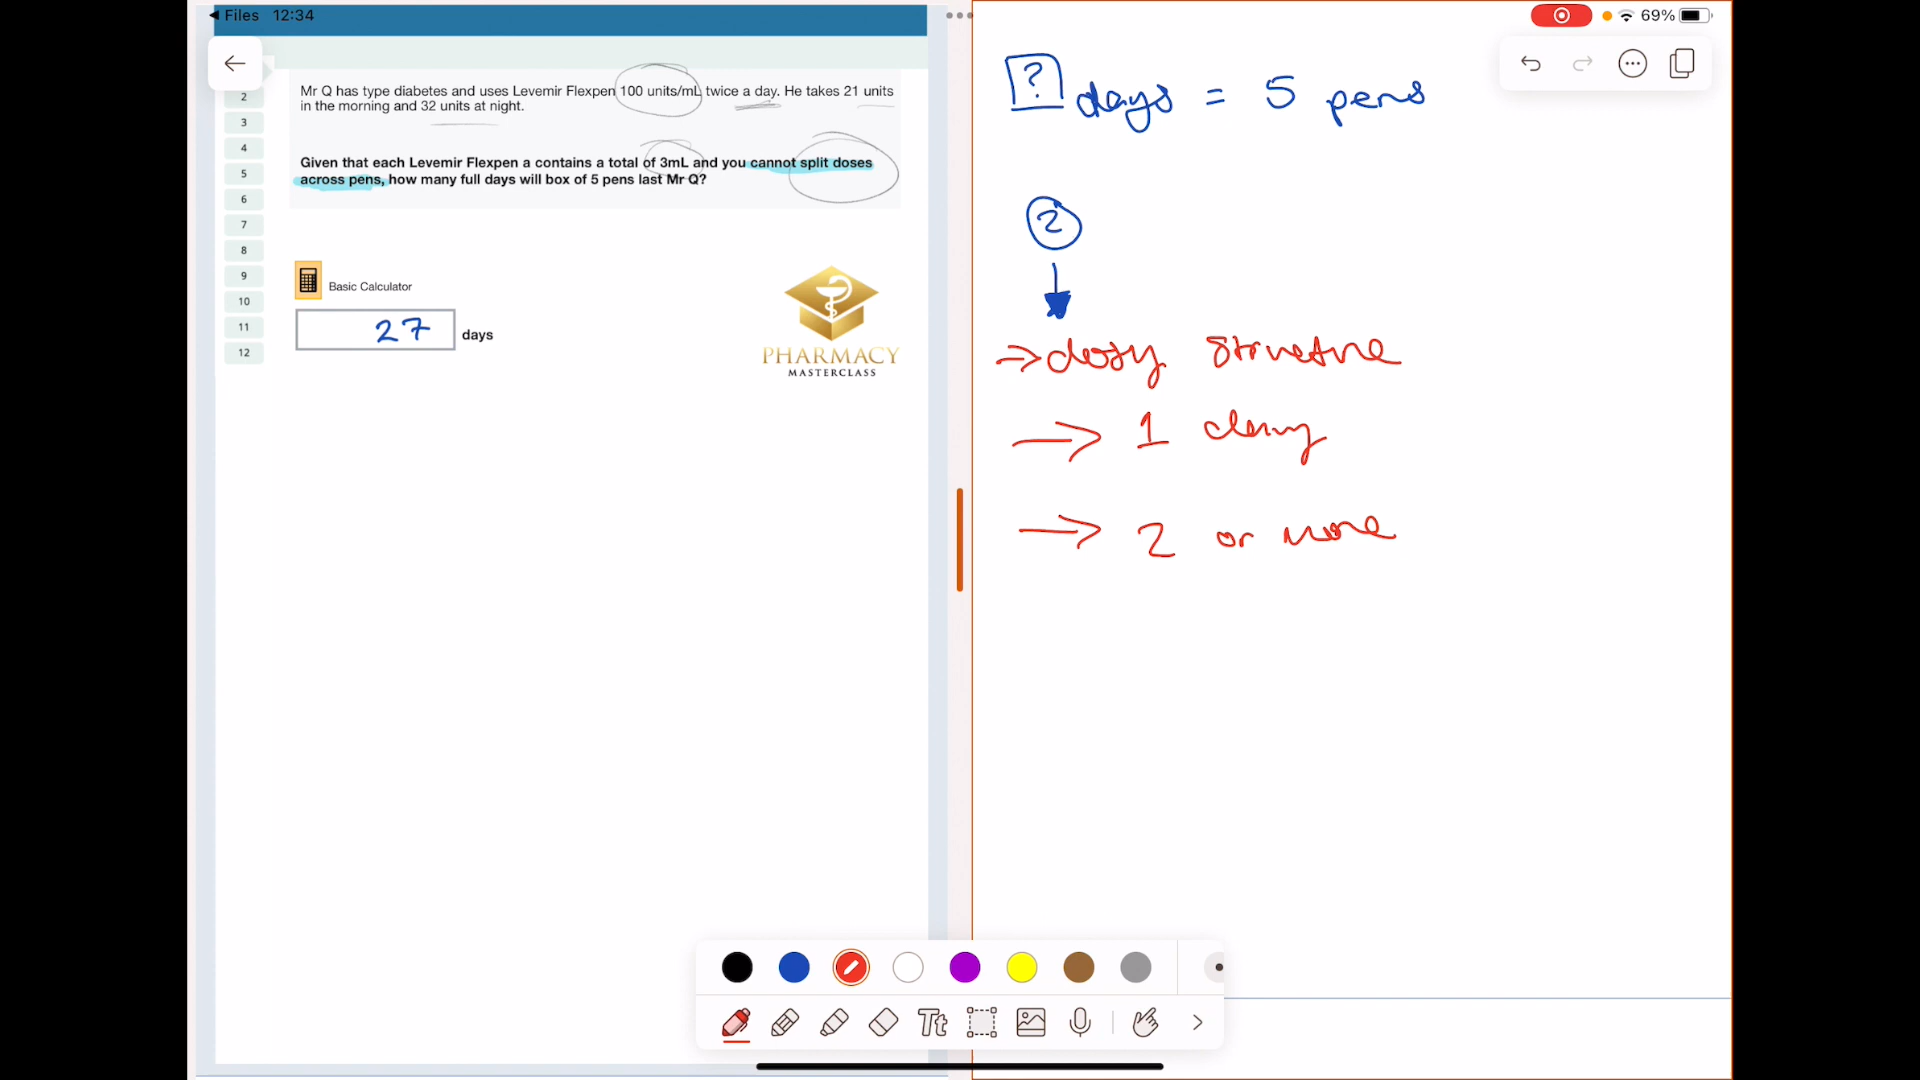 Files 12:34
69%
2
3
4
5
6
7
8
9
10
11
12
Mr Q has type diabetes and uses Levemir Flexpen 100 units/mL twice a day. He takes 21 units
in the morning and 32 units at night.
Given that each Levemir Flexpen a contains a total of 3mL and you cannot split doses
across pens, how many full days will box of 5 pens last Mr Q?
Basic Calculator
27 days
PHARMACY
MASTERCLASS
? days = 5 pens
2
structure
1 day
2 or more
Tt